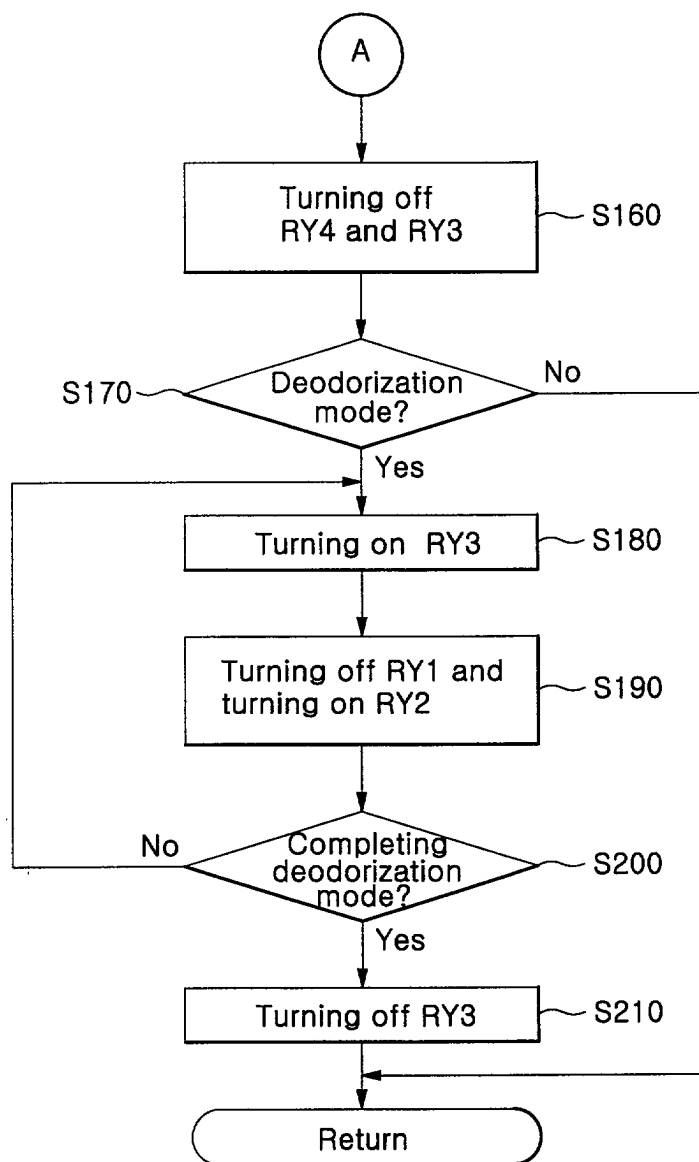 A
Turning off
RY4 and RY3
S160
S170
Deodorization
mode?
No
Yes
Turning on RY3
S180
Turning off RY1 and
turning on RY2
S190
No
Completing
deodorization
mode?
S200
Yes
Turning off RY3
S210
Return